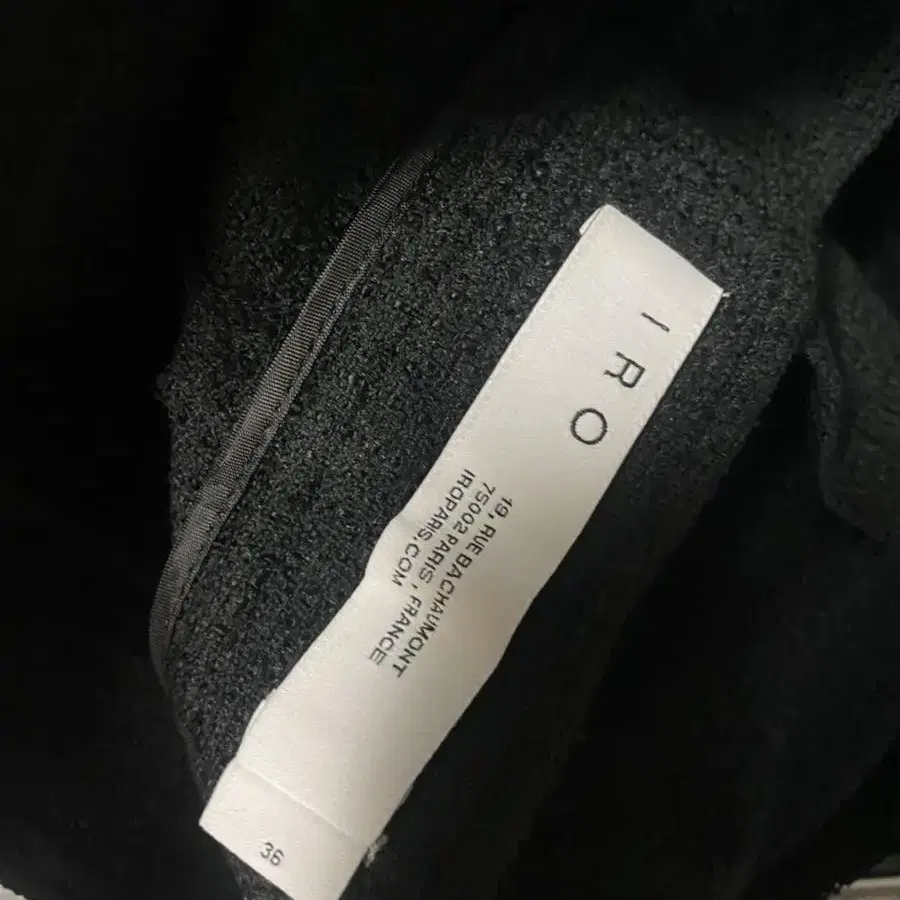 IRO
19, RUE BACHAUMONT
75002 PARIS, FRANCE
IROPARIS.COM
36